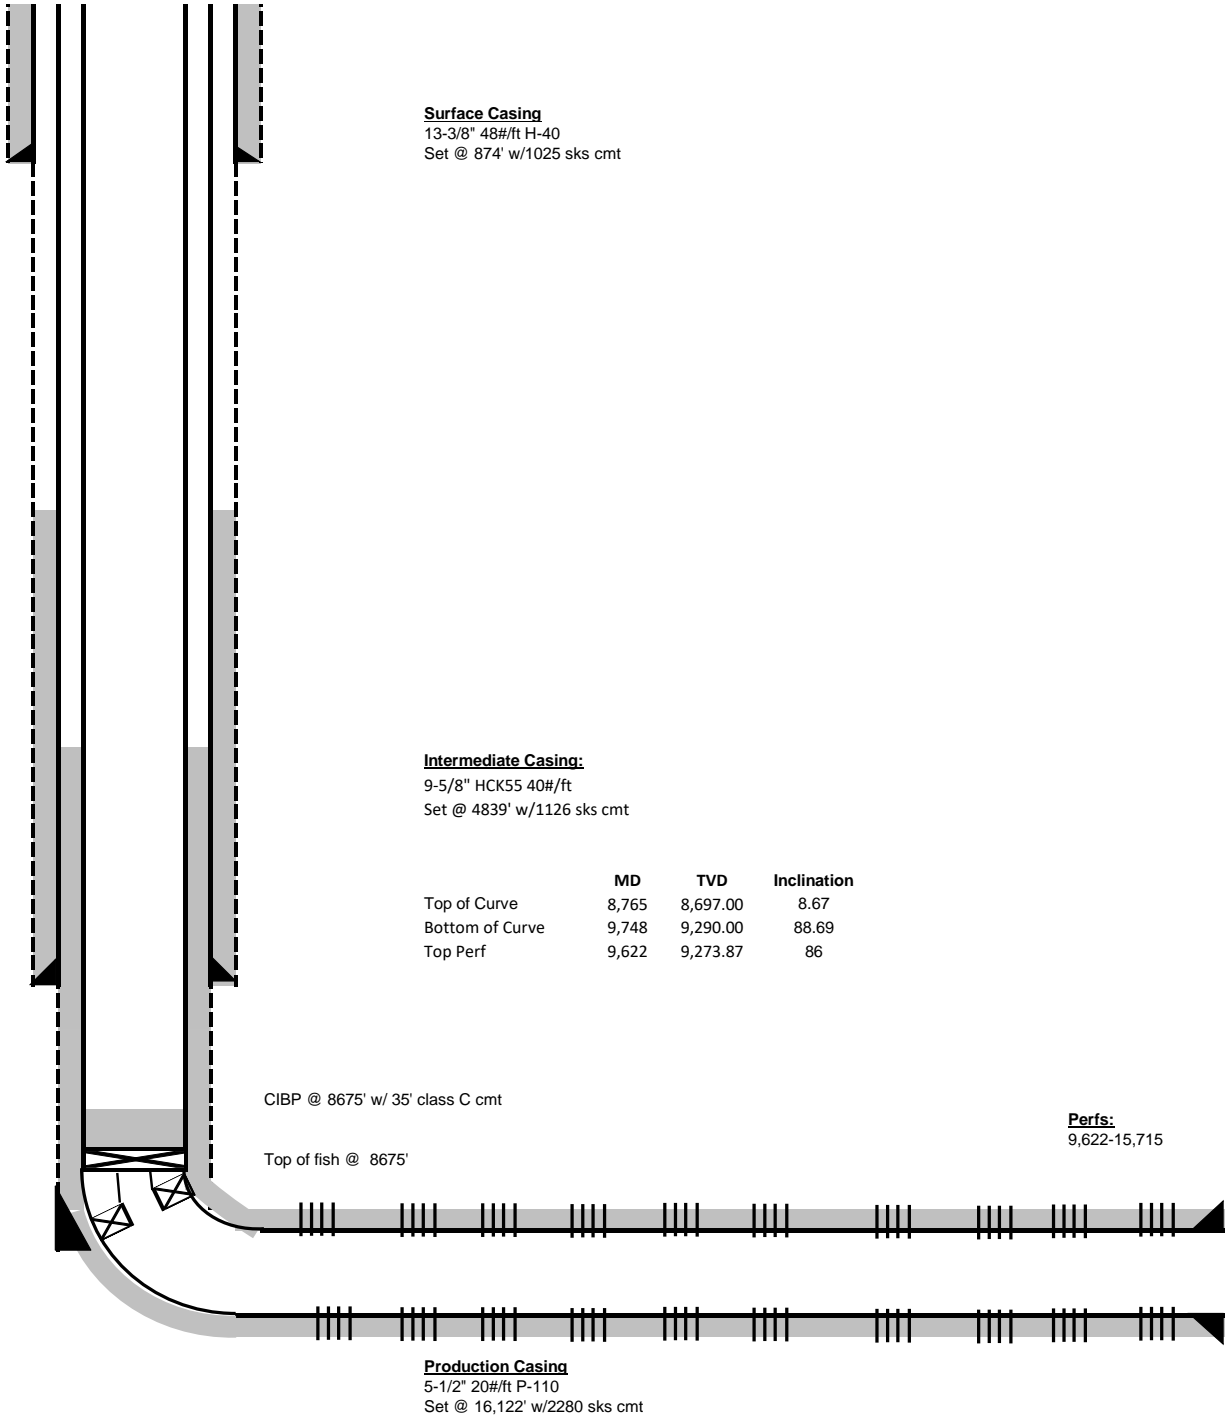 Surface Casing
13-3/8" 48#/ft H-40
Set @ 874' w/1025 sks cmt
Intermediate Casing:
9-5/8" HCK55 40#/ft
Set @ 4839' w/1126 sks cmt
MD TVD Inclination
Top of Curve 8,765 8,697.00 8.67
Bottom of Curve 9,748 9,290.00 88.69
Top Perf 9,622 9,273.87 86
CIBP @ 8675' w/ 35' class C cmt
Perfs:
9,622-15,715
Top of fish @ 8675'
Production Casing
5-1/2" 20#/ft P-110
Set @ 16,122' w/2280 sks cmt